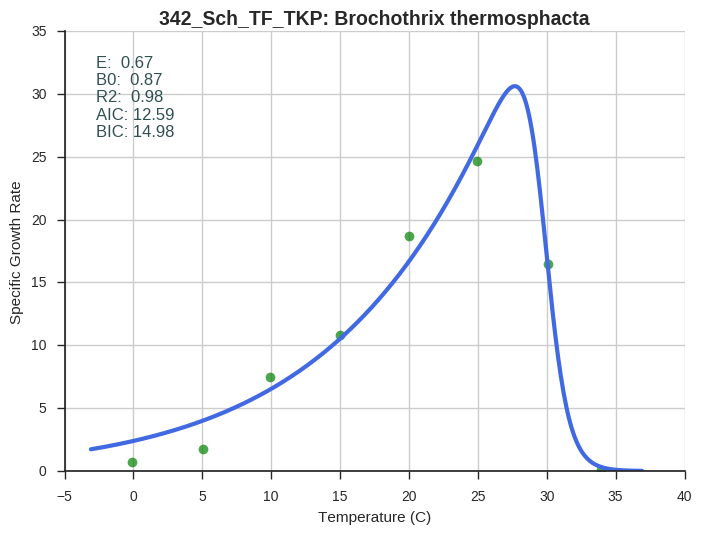 342_Sch_TF_TKP: Brochothrix thermosphacta
35
30
25
20
15
10
5
0
E: 0.67
B0: 0.87
R2: 0.98
AIC: 12.59
BIC: 14.98
Specific Growth Rate
−5 0 5 10 15 20 25 30 35 40
Temperature (C)